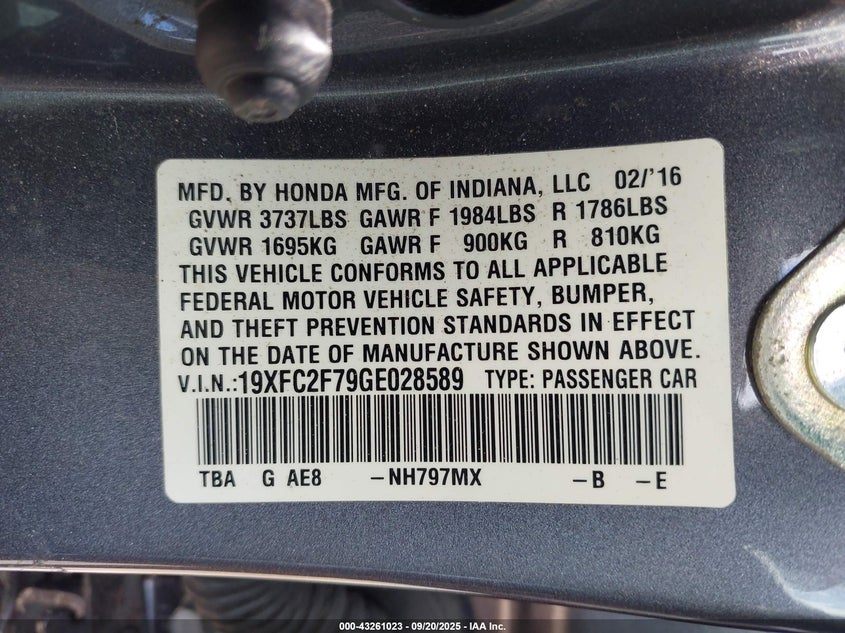 MFD. BY HONDA MFG. OF INDIANA, LLC 02/'16
GVWR 3737LBS GAWR F 1984LBS R 1786LBS
GVWR 1695KG GAWR F 900KG R 810KG
THIS VEHICLE CONFORMS TO ALL APPLICABLE
FEDERAL MOTOR VEHICLE SAFETY, BUMPER,
AND THEFT PREVENTION STANDARDS IN EFFECT
ON THE DATE OF MANUFACTURE SHOWN ABOVE.
V.I.N.:19XFC2F79GE028589 TYPE: PASSENGER CAR
TBA G AE8 –NH797MX –B –E
000-43261023 – 09/20/2025 – IAA Inc.